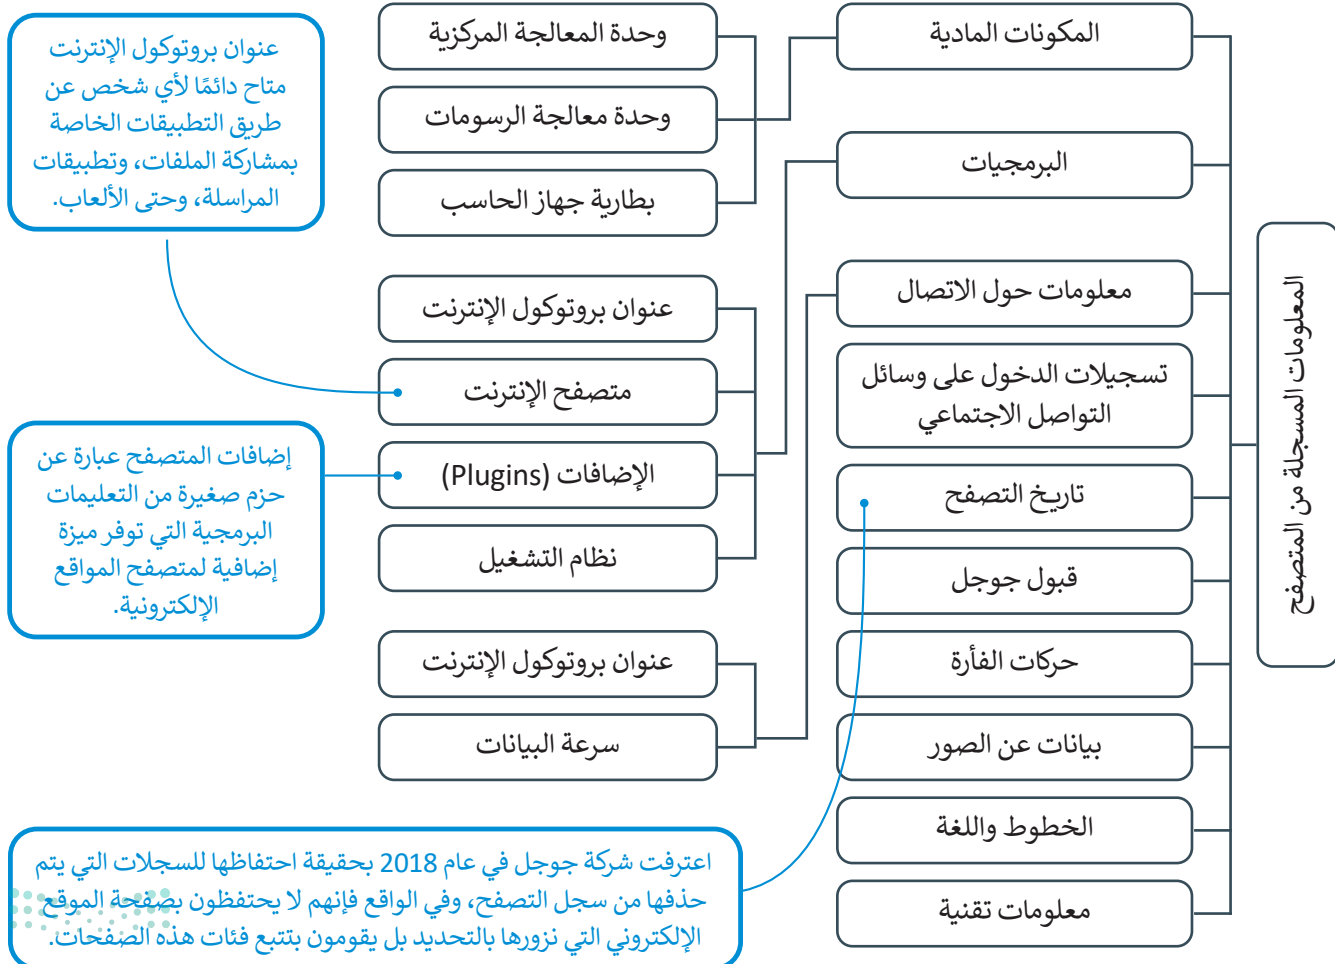 المعلومات المسجلة من المتصفح
المكونات المادية
البرمجيات
معلومات حول الاتصال
تسجيلات الدخول على وسائل
التواصل الاجتماعي
تاريخ التصفح
قبول جوجل
حركات الفأرة
بيانات عن الصور
الخطوط واللغة
معلومات تقنية
وحدة المعالجة المركزية
وحدة معالجة الرسومات
بطارية جهاز الحاسب
عنوان بروتوكول الإنترنت
متصفح الإنترنت
الإضافات (Plugins)
نظام التشغيل
عنوان بروتوكول الإنترنت
سرعة البيانات
عنوان بروتوكول الإنترنت
متاح دائمًا لأي شخص عن
طريق التطبيقات الخاصة
بمشاركة الملفات، وتطبيقات
المراسلة، وحتى الألعاب.
إضافات المتصفح عبارة عن
حزم صغيرة من التعليمات
البرمجية التي توفر ميزة
إضافية لمتصفح المواقع
الإلكترونية.
اعترفت شركة جوجل في عام 2018 بحقيقة احتفاظها للسجلات التي يتم
حذفها من سجل التصفح، وفي الواقع فإنهم لا يحتفظون بصفحة الموقع
الإلكتروني التي نزورها بالتحديد بل يقومون بتتبع فئات هذه الصفحات.